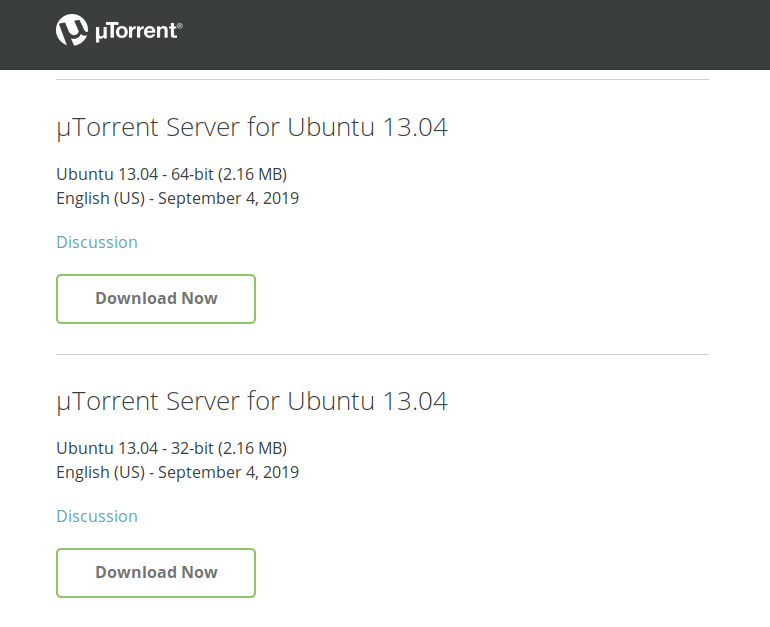 µTorrent®
µTorrent Server for Ubuntu 13.04
Ubuntu 13.04 - 64-bit (2.16 MB)
English (US) - September 4, 2019
Discussion
Download Now
µTorrent Server for Ubuntu 13.04
Ubuntu 13.04 - 32-bit (2.16 MB)
English (US) - September 4, 2019
Discussion
Download Now